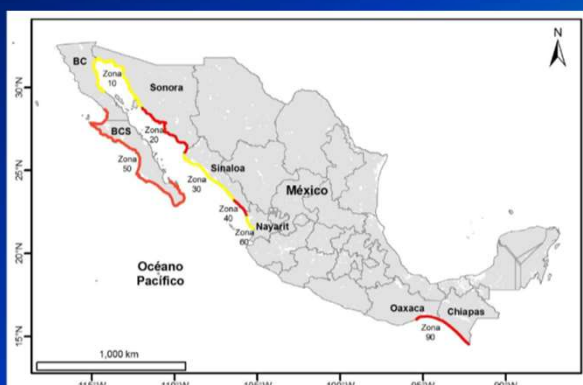 BC
Zona
10
Sonora
N
30°N
BCS
Zona
20
Zona
50
25°N
Sinaloa
Zona
30
México
Zona
40
Nayarit
Zona
60
20°N
Océano
Pacífico
Oaxaca
Chiapas
Zona
90
15°N
1,000 km